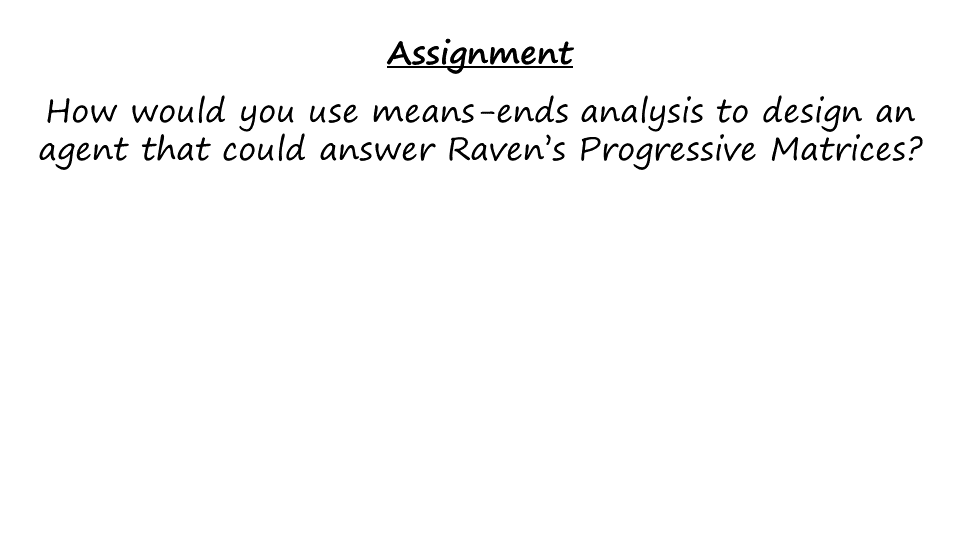 Assignment
How would you use means-ends analysis to design an
agent that could answer Raven's Progressive Matrices?